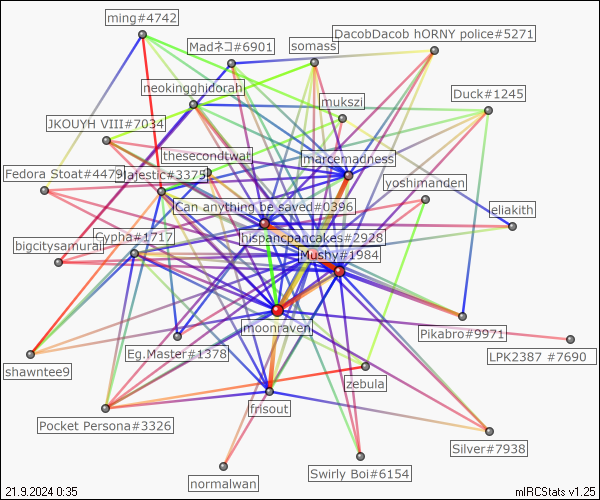 ming#4742
Madネコ#6901
somass
DacobDacob hORNY police#5271
neokingghidorah
mukszi
Duck#1245
JKOUYH VIII#7034
thesecondtwat
marcemadness
Fedora Stoat#4479
Majestic#3375
yoshimanden
Can anything be saved#0396
eliakith
bigcitysamurai
Cypha#1717
hispancpancakes#2928
Mushy#1984
moonraven
Pikabro#9971
Eg.Master#1378
LPK2387 #7690
shawntee9
zebula
frisout
Pocket Persona#3326
Silver#7938
normalwan
Swirly Boi#6154
21.9.2024 0:35
mIRCStats v1.25